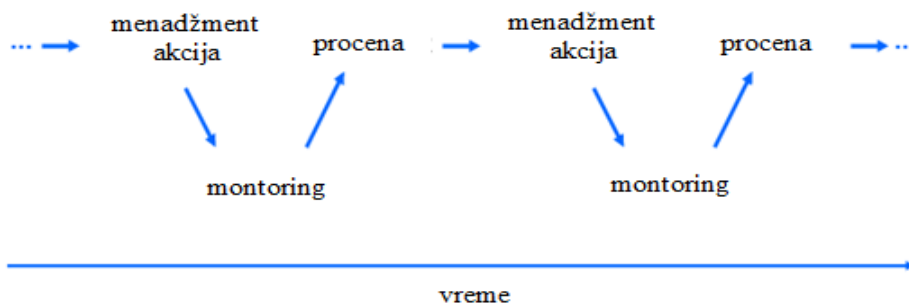 ... menadžment
akcija
procena
menadžment
akcija
procena ...
montoring
montoring
vreme